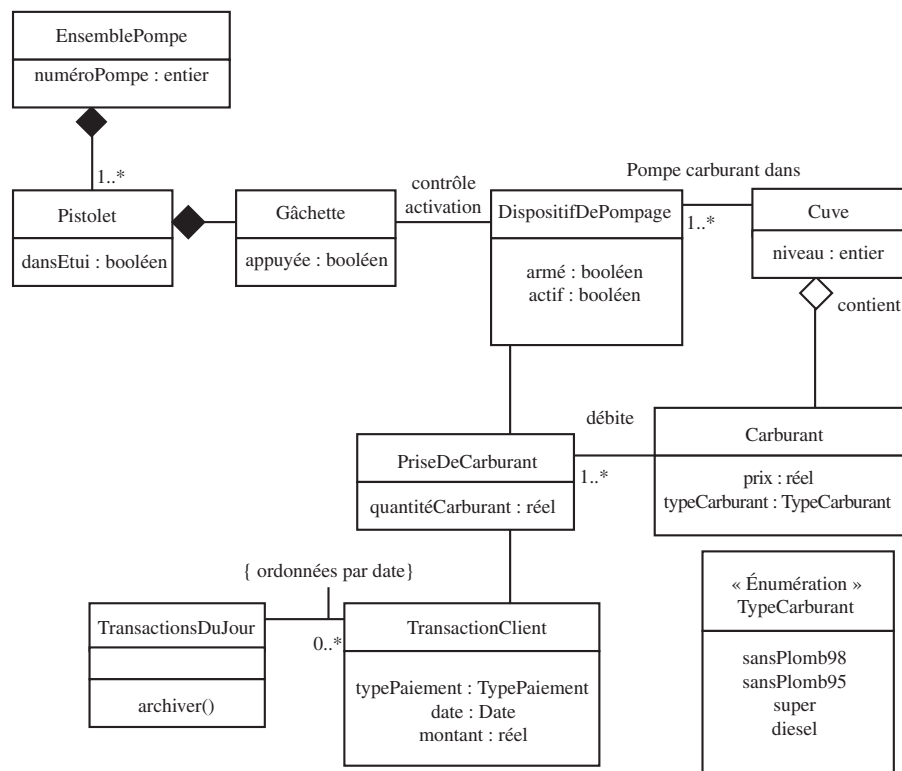 EnsemblePompe
numéroPompe : entier
1..*
Pistolet
dansEtui : booléen
Gâchette
appuyée : booléen
contrôle
activation
DispositifDePompage
armé : booléen
actif : booléen
Pompe carburant dans
1..*
Cuve
niveau : entier
contient
Carburant
prix : réel
typeCarburant : TypeCarburant
débite
1..*
PriseDeCarburant
quantitéCarburant : réel
{ ordonnées par date}
0..*
TransactionsDuJour
archiver()
TransactionClient
typePaiement : TypePaiement
date : Date
montant : réel
« Énumération »
TypeCarburant
sansPlomb98
sansPlomb95
super
diesel